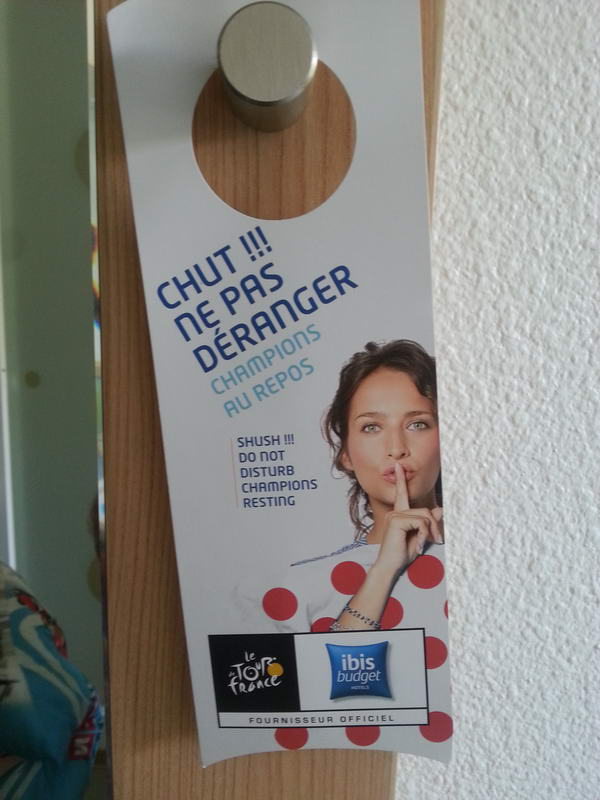 CHUT !!!
NE PAS
DÉRANGER
CHAMPIONS
AU REPOS
SHUSH !!!
DO NOT
DISTURB
CHAMPIONS
RESTING
le
TOUR
de
france
ibis
budget
HOTELS
FOURNISSEUR OFFICIEL